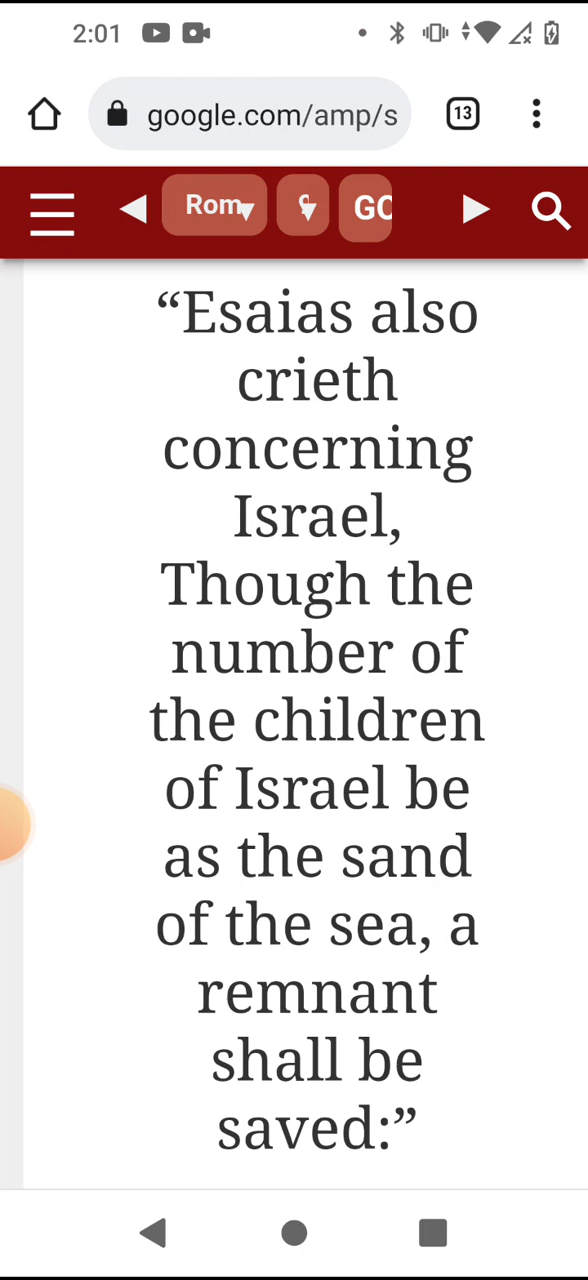 2:01
google.com/amp/s
13
Rom
GO
“Esaias also
crieth
concerning
Israel,
Though the
number of
the children
of Israel be
as the sand
of the sea, a
remnant
shall be
saved:”